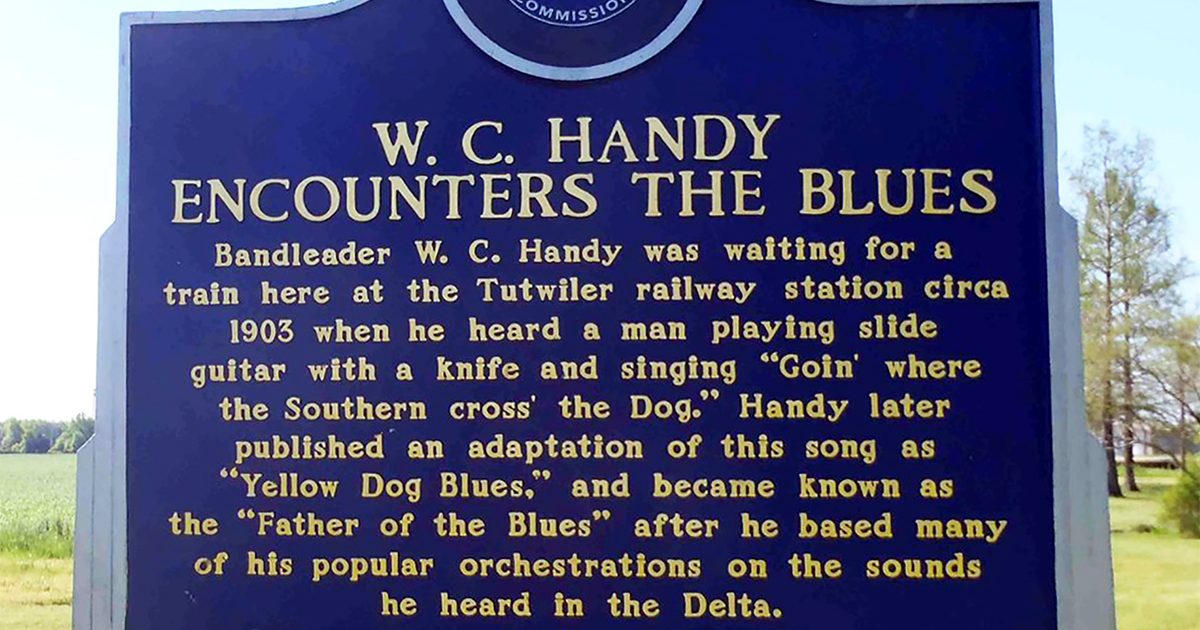 COMMISSION
W. C. HANDY
ENCOUNTERS THE BLUES
Bandleader W. C. Handy was waiting for a
train here at the Tutwiler railway station circa
1903 when he heard a man playing slide
guitar with a knife and singing “Goin' where
the Southern cross' the Dog.” Handy later
published an adaptation of this song as
“Yellow Dog Blues,” and became known as
the “Father of the Blues” after he based many
of his popular orchestrations on the sounds
he heard in the Delta.